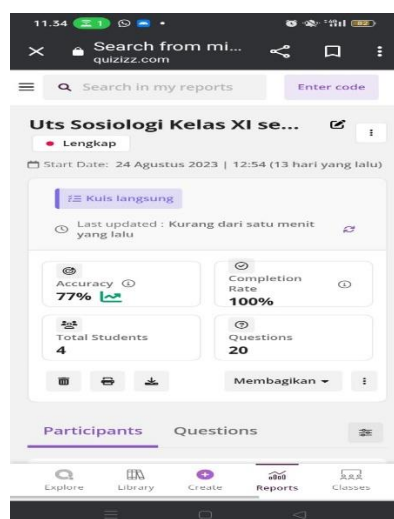 11.34 1
Search from mi...
quizizz.com
Search in my reports
Enter code
Uts Sosiologi Kelas XI se...
Lengkap
Start Date: 24 Agustus 2023 | 12:54 (13 hari yang lalu)
Kuis langsung
Last updated : Kurang dari satu menit
yang lalu
Accuracy
77%
Completion
Rate
100%
Total Students
4
Questions
20
Membagikan
Participants Questions
Explore Library Create Reports Classes